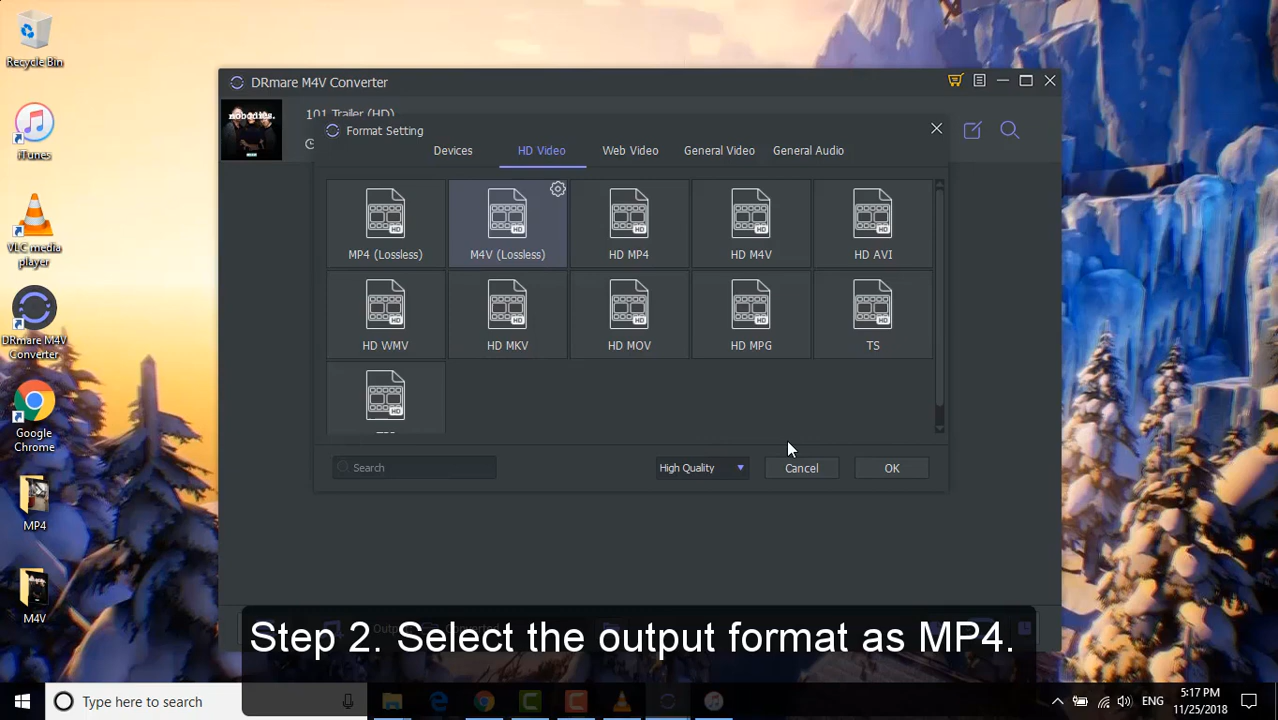 Recycle Bin
iTunes
VLC media
player
DRmare M4V
Converter
Google
Chrome
MP4
M4V
DRmare M4V Converter
nobodies.
101 Trailer (HD)
Format Setting
Devices
HD Video
Web Video
General Video
General Audio
MP4 (Lossless)
M4V (Lossless)
HD MP4
HD M4V
HD AVI
HD WMV
HD MKV
HD MOV
HD MPG
TS
Search
High Quality
Cancel
OK
Step 2. Select the output format as MP4.
Type here to search
ENG
5:17 PM
11/25/2018